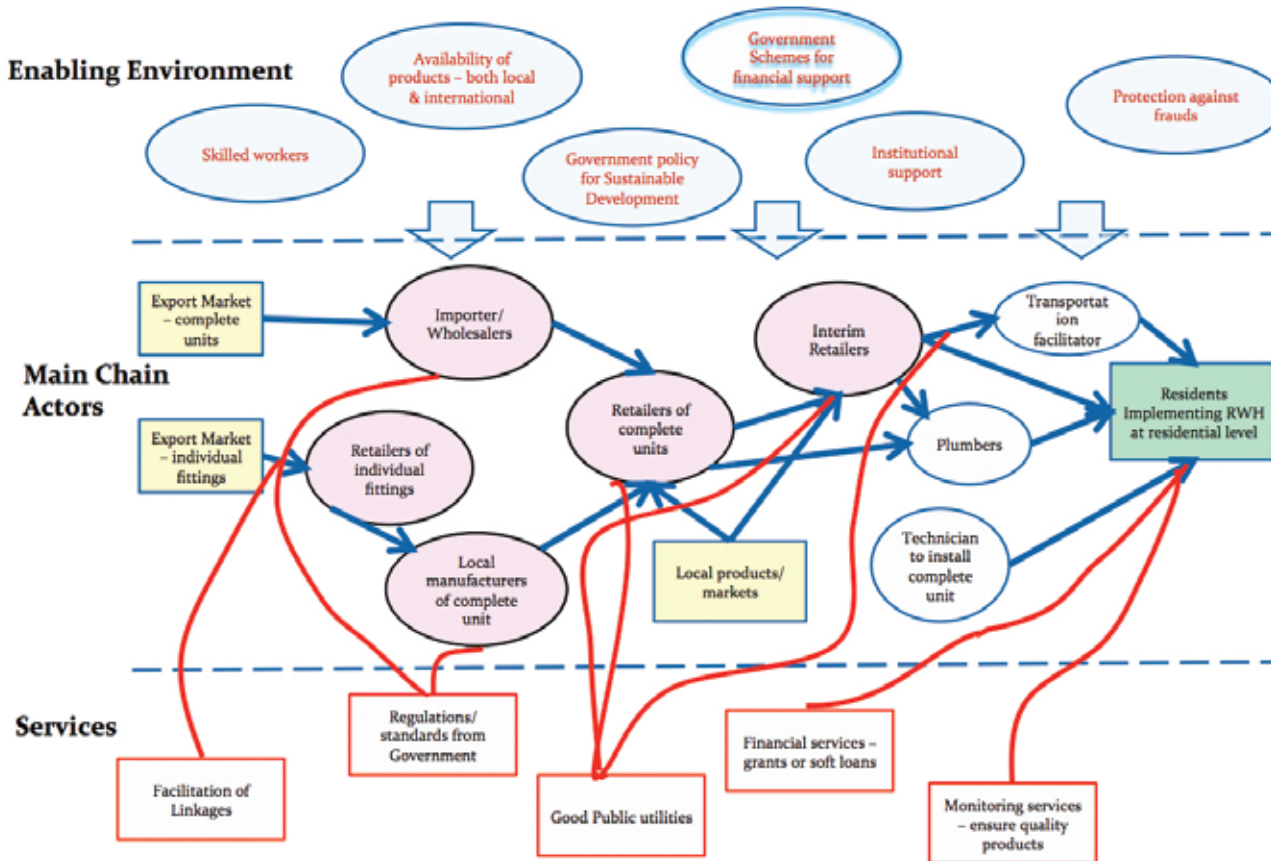 Enabling Environment
Availability of
products – both local
& international
Government
Schemes for
financial support
Protection against
frauds
Skilled workers
Government policy
for Sustainable
Development
Institutional
support
Main Chain
Actors
Export Market
– complete
units
Importer/
Wholesalers
Interim
Retailers
Transportat
ion
facilitator
Residents
Implementing RWH
at residential level
Export Market
– individual
fittings
Retailers of
individual
fittings
Retailers of
complete
units
Plumbers
Local
manufacturers
of complete
unit
Local products/
markets
Technician
to install
complete
unit
Services
Facilitation of
Linkages
Regulations/
standards from
Government
Good Public utilities
Financial services –
grants or soft loans
Monitoring services
– ensure quality
products